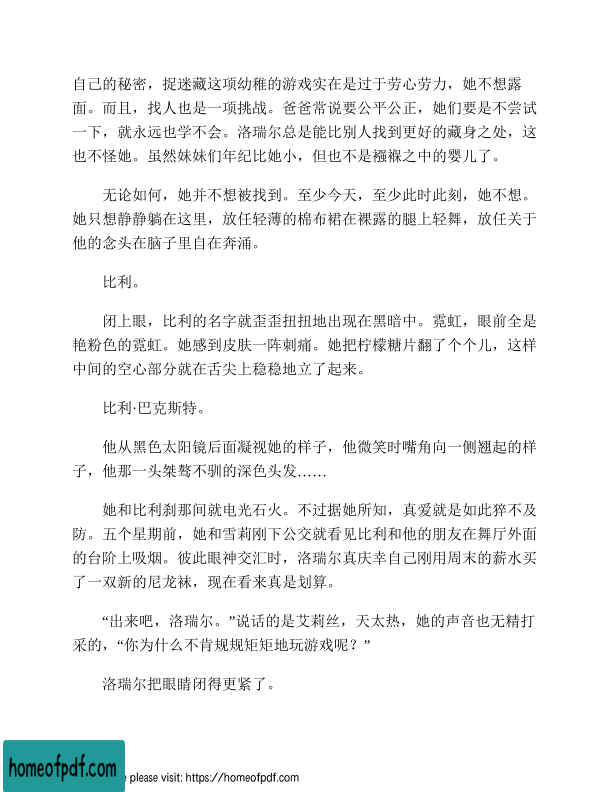 自己的秘密，捉迷藏这项幼稚的游戏实在是过于劳心劳力，她不想露
面。而且，找人也是一项挑战。爸爸常说要公平公正，她们要是不尝试
一下，就永远也学不会。洛瑞尔总是能比别人找到更好的藏身之处，这
也不怪她。虽然妹妹们年纪比她小，但也不是襁褓之中的婴儿了。
无论如何，她并不想被找到。至少今天，至少此时此刻，她不想。
她只想静静躺在这里，放任轻薄的棉布裙在裸露的腿上轻舞，放任关于
他的念头在脑子里自在奔涌。
比利。
闭上眼，比利的名字就歪歪扭扭地出现在黑暗中。霓虹，眼前全是
艳粉色的霓虹。她感到皮肤一阵刺痛。她把柠檬糖片翻了个个儿，这样
中间的空心部分就在舌尖上稳稳地立了起来。
比利·巴克斯特。
他从黑色太阳镜后面凝视她的样子，他微笑时嘴角向一侧翘起的样
子，他那一头桀骜不驯的深色头发……
她和比利刹那间就电光石火。不过据她所知，真爱就是如此猝不及
防。五个星期前，她和雪莉刚下公交就看见比利和他的朋友在舞厅外面
的台阶上吸烟。彼此眼神交汇时，洛瑞尔真庆幸自己刚用周末的薪水买
了一双新的尼龙袜，现在看来真是划算。
“出来吧，洛瑞尔。”说话的是艾莉丝，天太热，她的声音也无精打
采的，“你为什么不肯规规矩矩地玩游戏呢？”
洛瑞尔把眼睛闭得更紧了。
homeofpdf.com
e please visit: https://homeofpdf.com